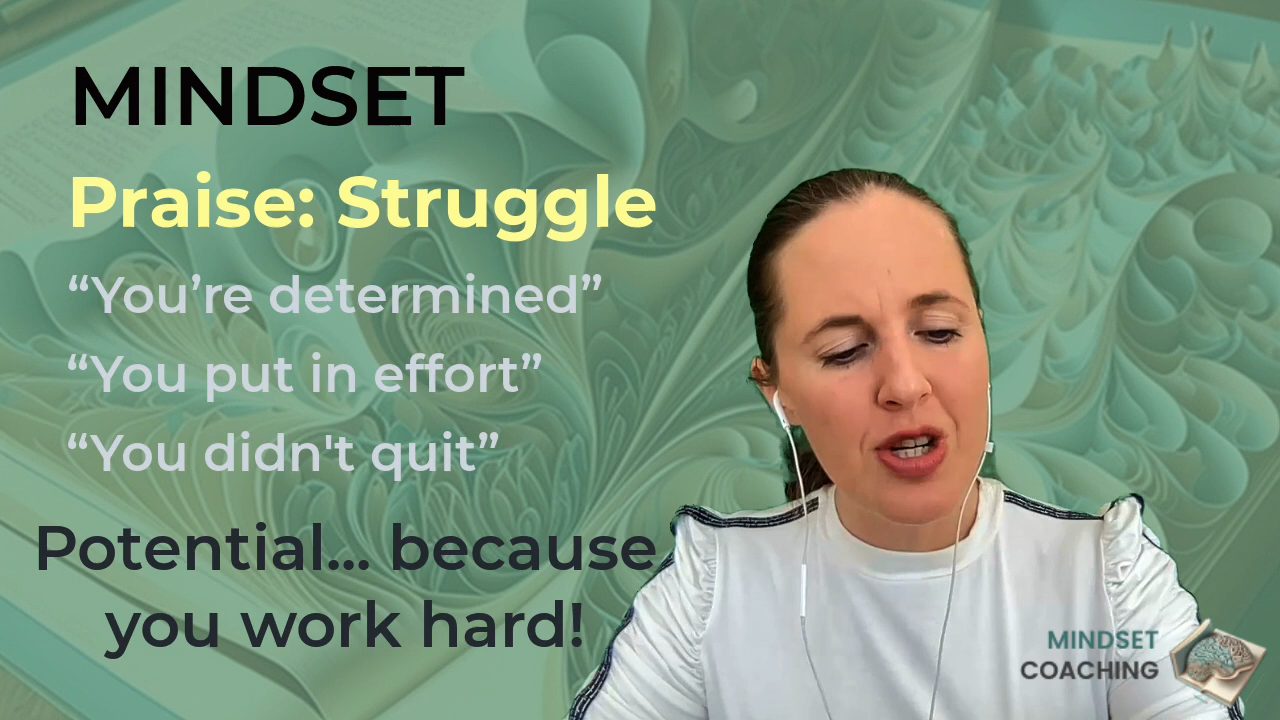 MINDSET
Praise: Struggle
“You’re determined”
“You put in effort”
“You didn't quit”
Potential... because
you work hard!
MINDSET
COACHING